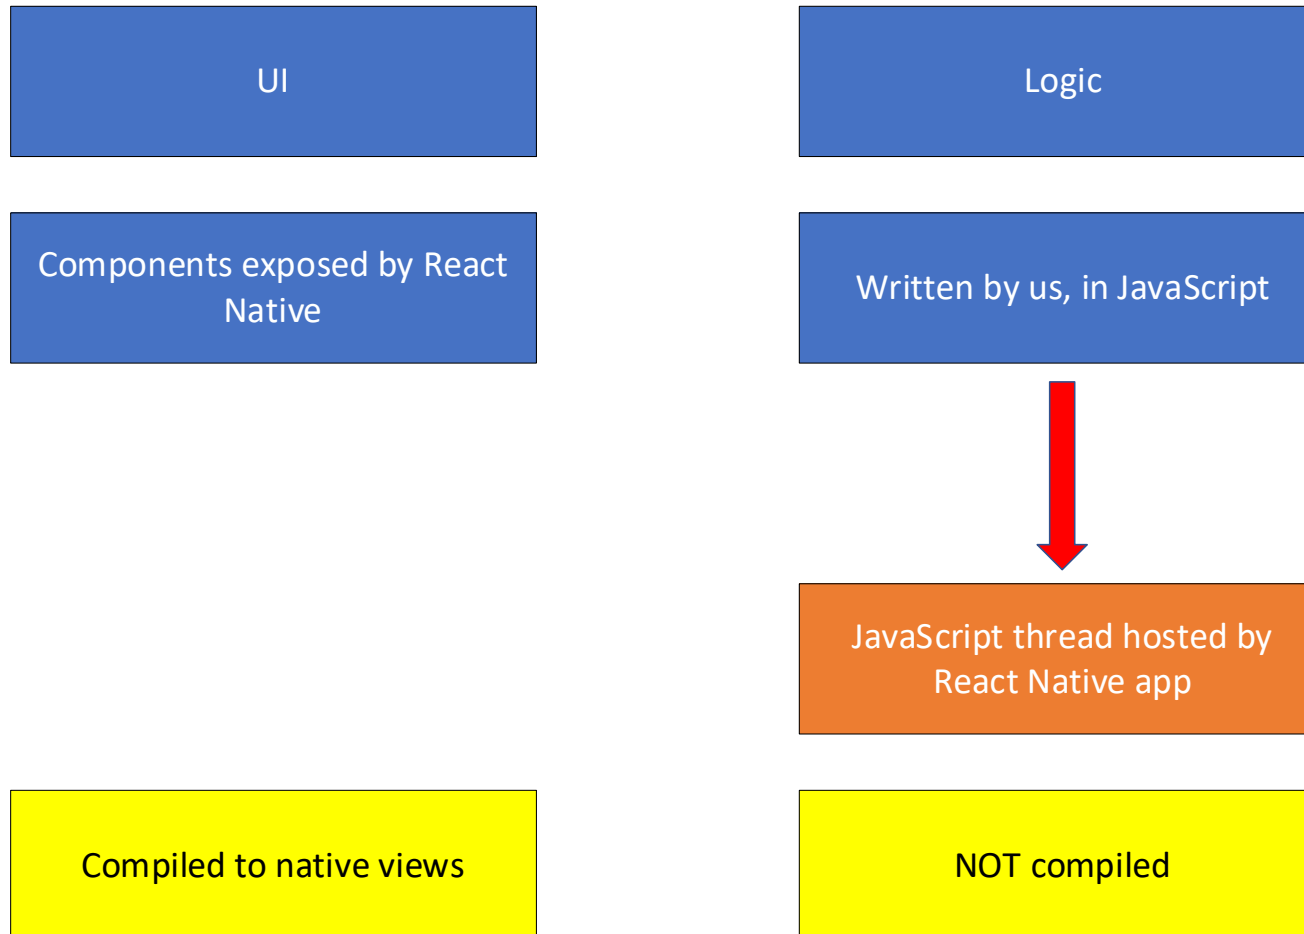 UI
Logic
Components exposed by React
Native
Written by us, in JavaScript
JavaScript thread hosted by
React Native app
Compiled to native views
NOT compiled